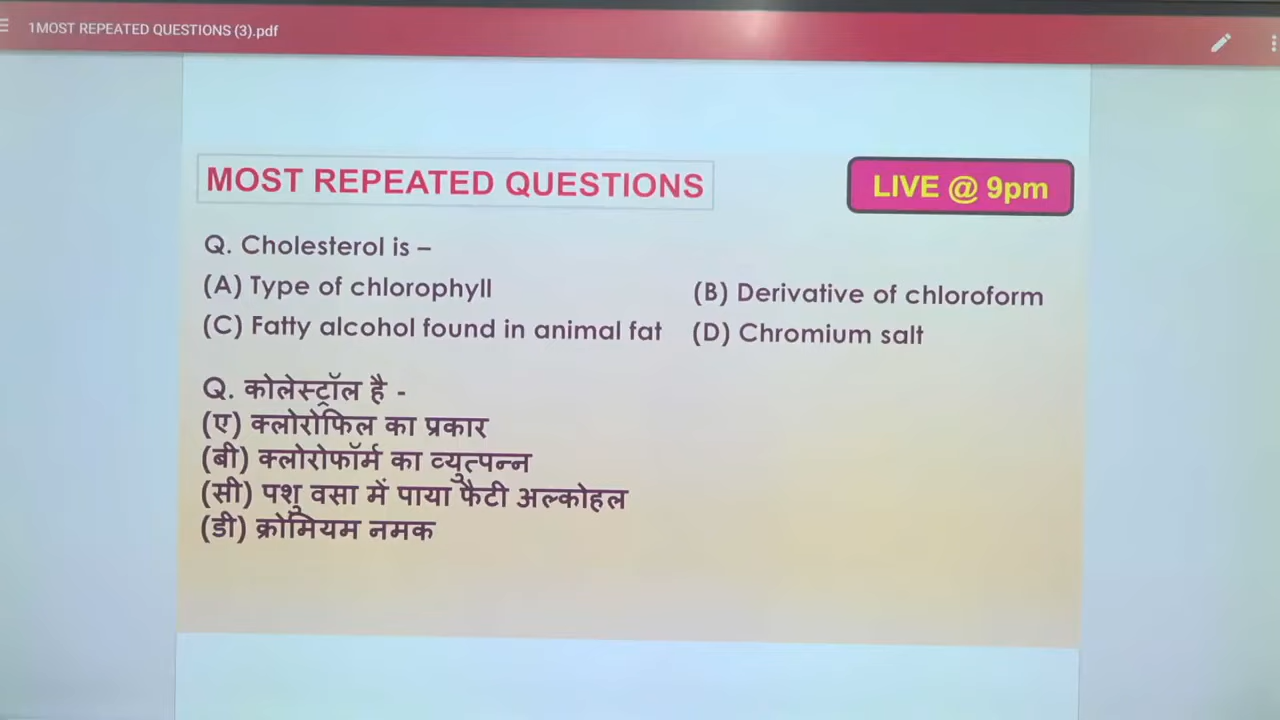 1MOST REPEATED QUESTIONS (3).pdf
MOST REPEATED QUESTIONS
LIVE @ 9pm
Q. Cholesterol is –
(A) Type of chlorophyll
(B) Derivative of chloroform
(C) Fatty alcohol found in animal fat
(D) Chromium salt
Q. कोलेस्ट्रॉल है -
(ए) क्लोरोफिल का प्रकार
(बी) क्लोरोफॉर्म का व्युत्पन्न
(सी) पशु वसा में पाया फैटी अल्कोहल
(डी) क्रोमियम नमक